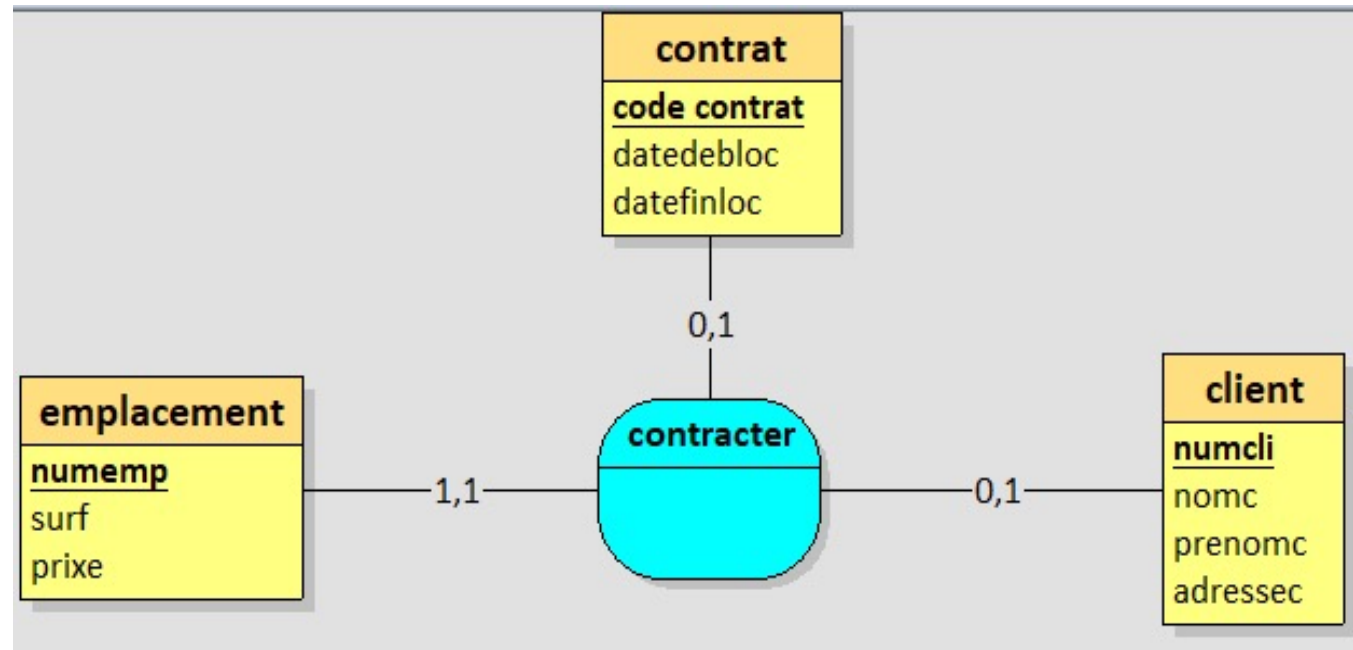 contrat
code contrat
datedebloc
datefinloc
0,1
emplacement
numemp
surf
prixe
1,1
contracter
0,1
client
numcli
nomc
prenomc
adressec